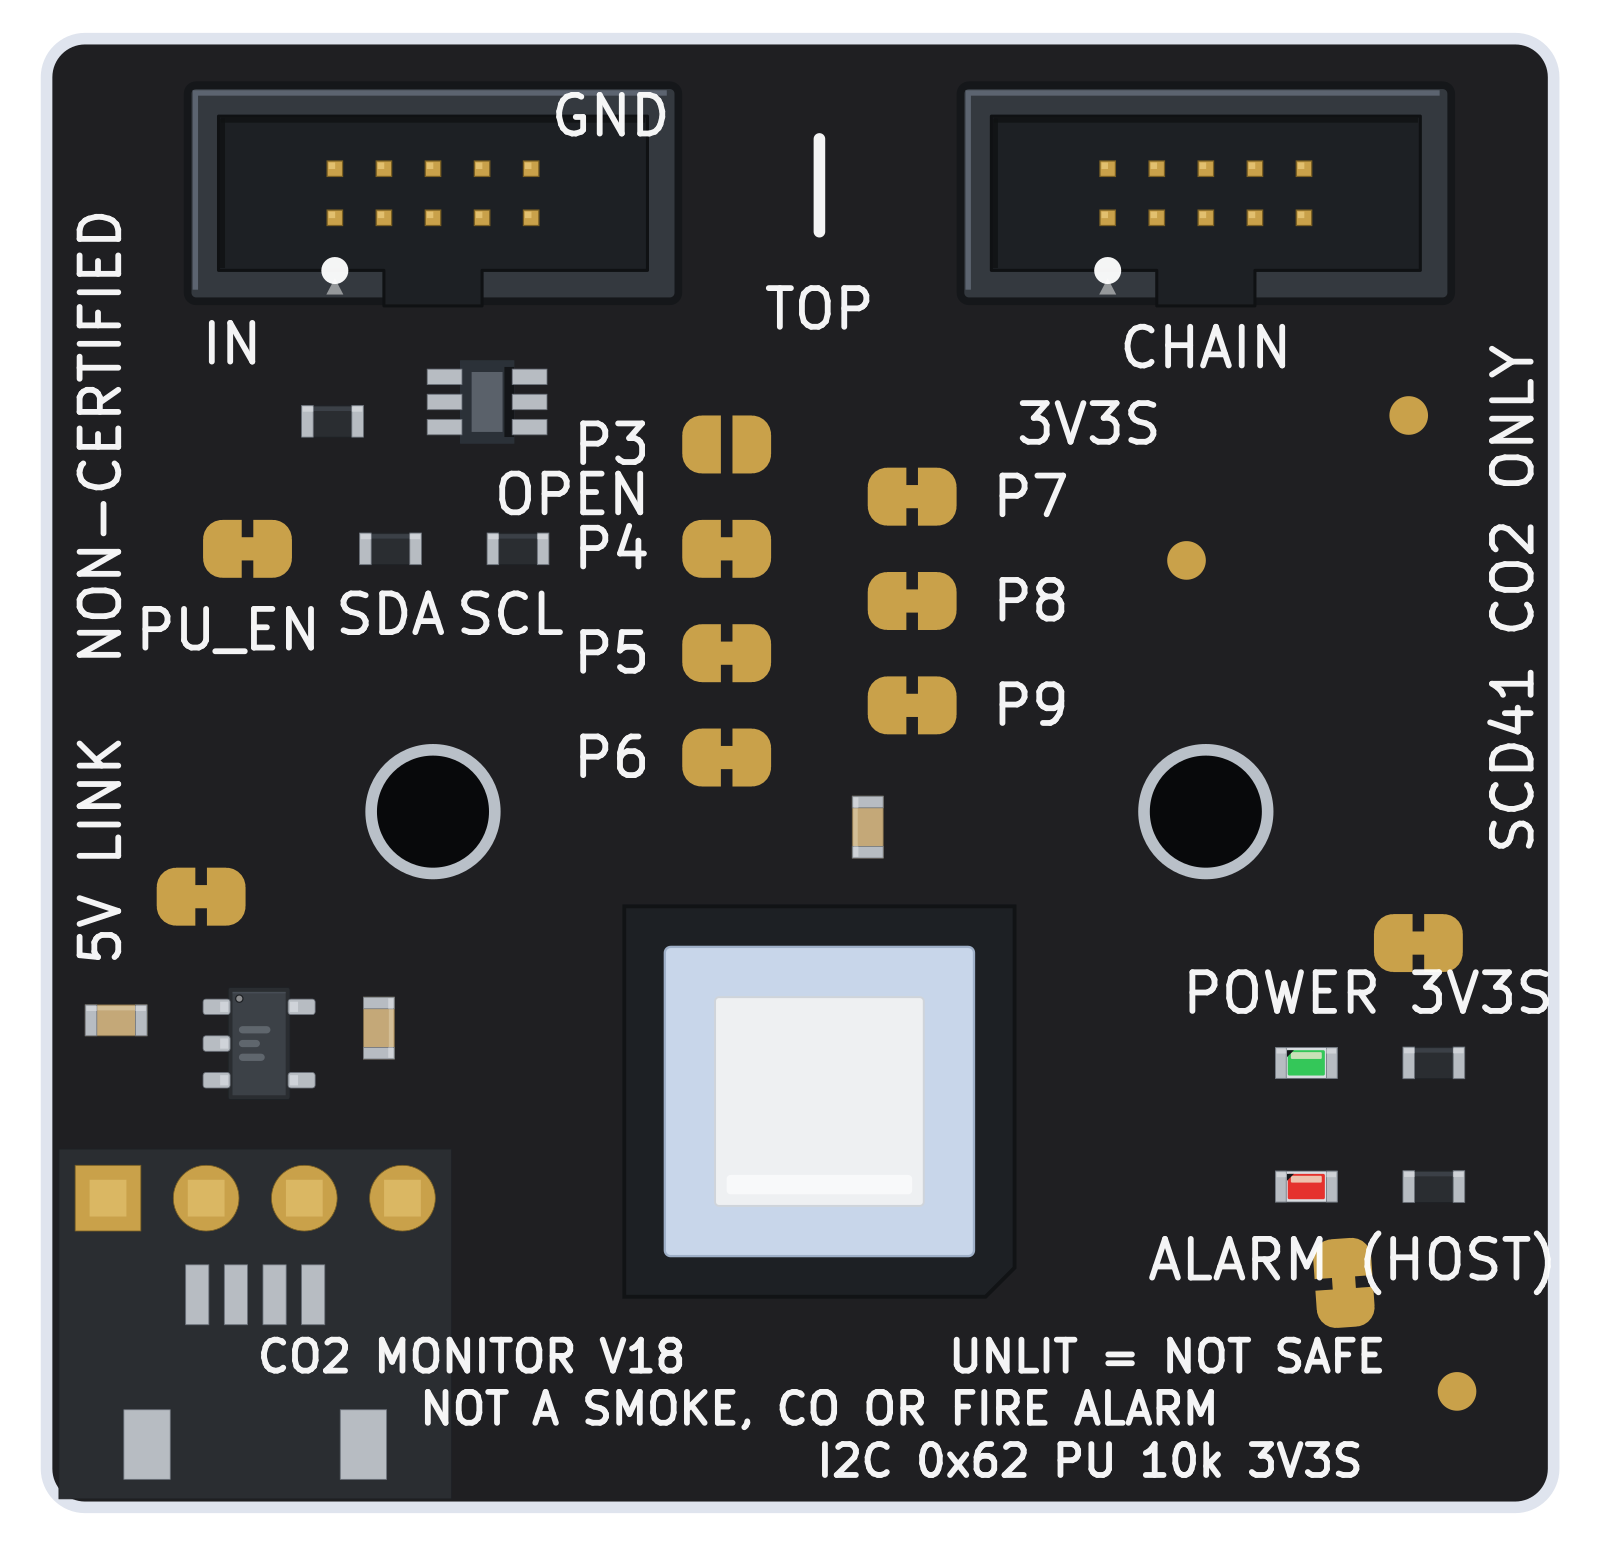 GND
TOP
IN
CHAIN
NON-CERTIFIED
3V3S
P3
OPEN
P7
P4
PU_EN
SDA
SCL
P8
P5
P9
P6
SCD41 CO2 ONLY
5V LINK
POWER 3V3S
ALARM (HOST)
CO2 MONITOR V18
UNLIT = NOT SAFE
NOT A SMOKE, CO OR FIRE ALARM
I2C 0x62 PU 10k 3V3S